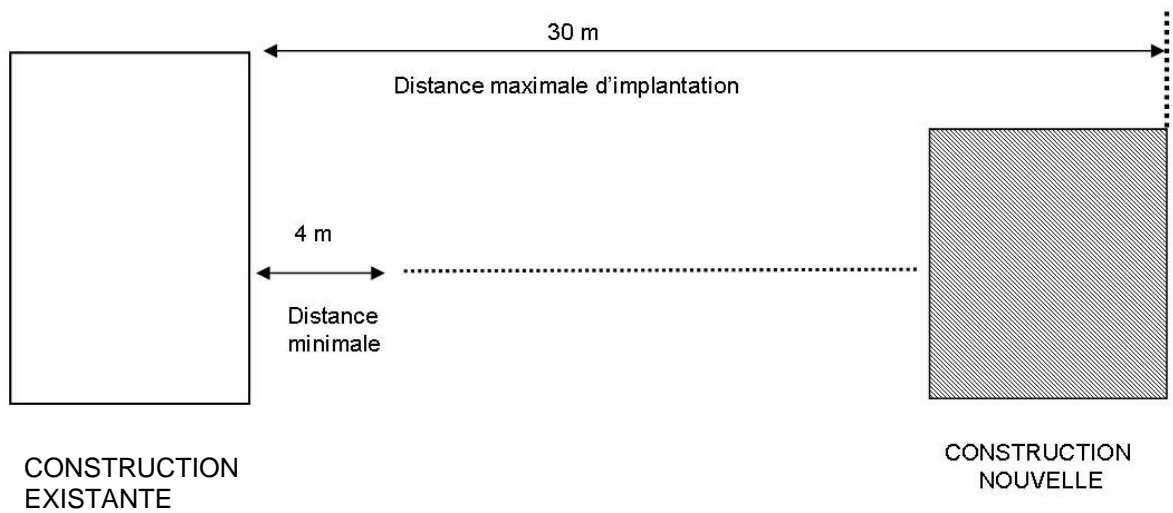 30 m
Distance maximale d'implantation
4 m
Distance
minimale
CONSTRUCTION
EXISTANTE
CONSTRUCTION
NOUVELLE